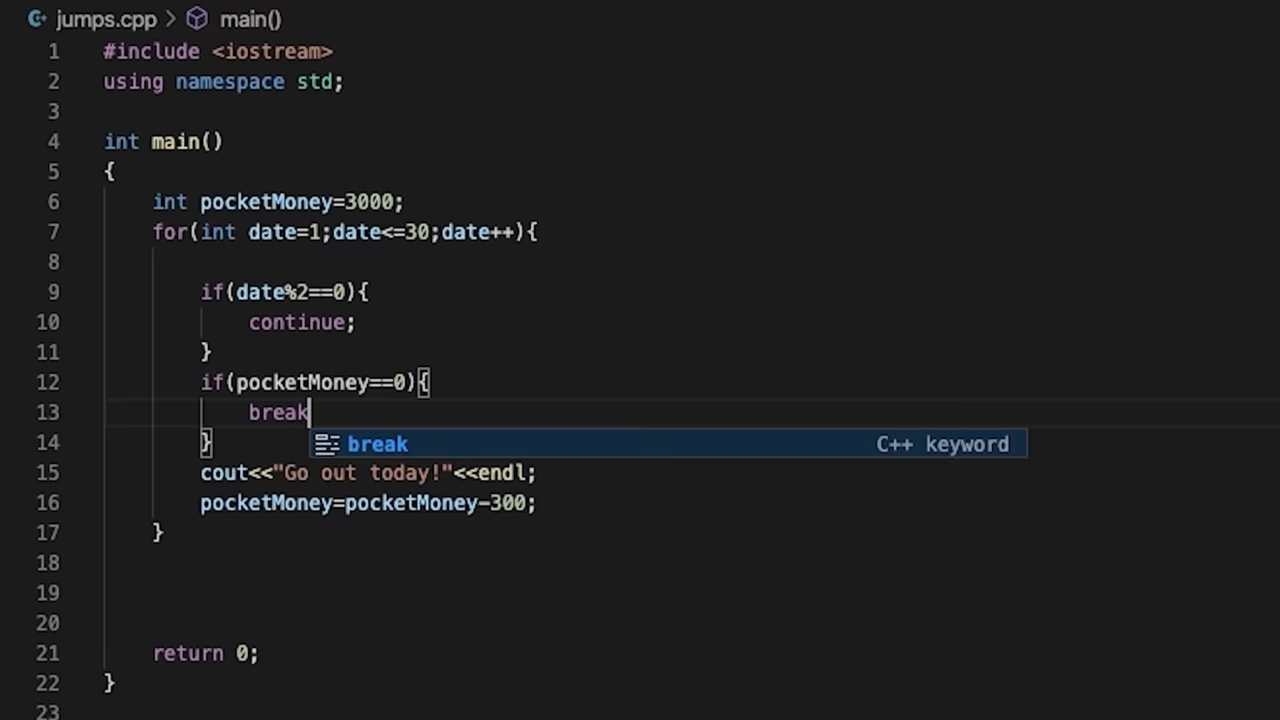 jumps.cpp > main()
1 #include <iostream>
2 using namespace std;
3
4 int main()
5 {
6 int pocketMoney=3000;
7 for(int date=1;date<=30;date++){
8
9 if(date%2==0){
10 continue;
11 }
12 if(pocketMoney==0){
13 break
14 }
break C++ keyword
15 cout<<"Go out today!"<<endl;
16 pocketMoney=pocketMoney-300;
17 }
18
19
20
21 return 0;
22 }
23